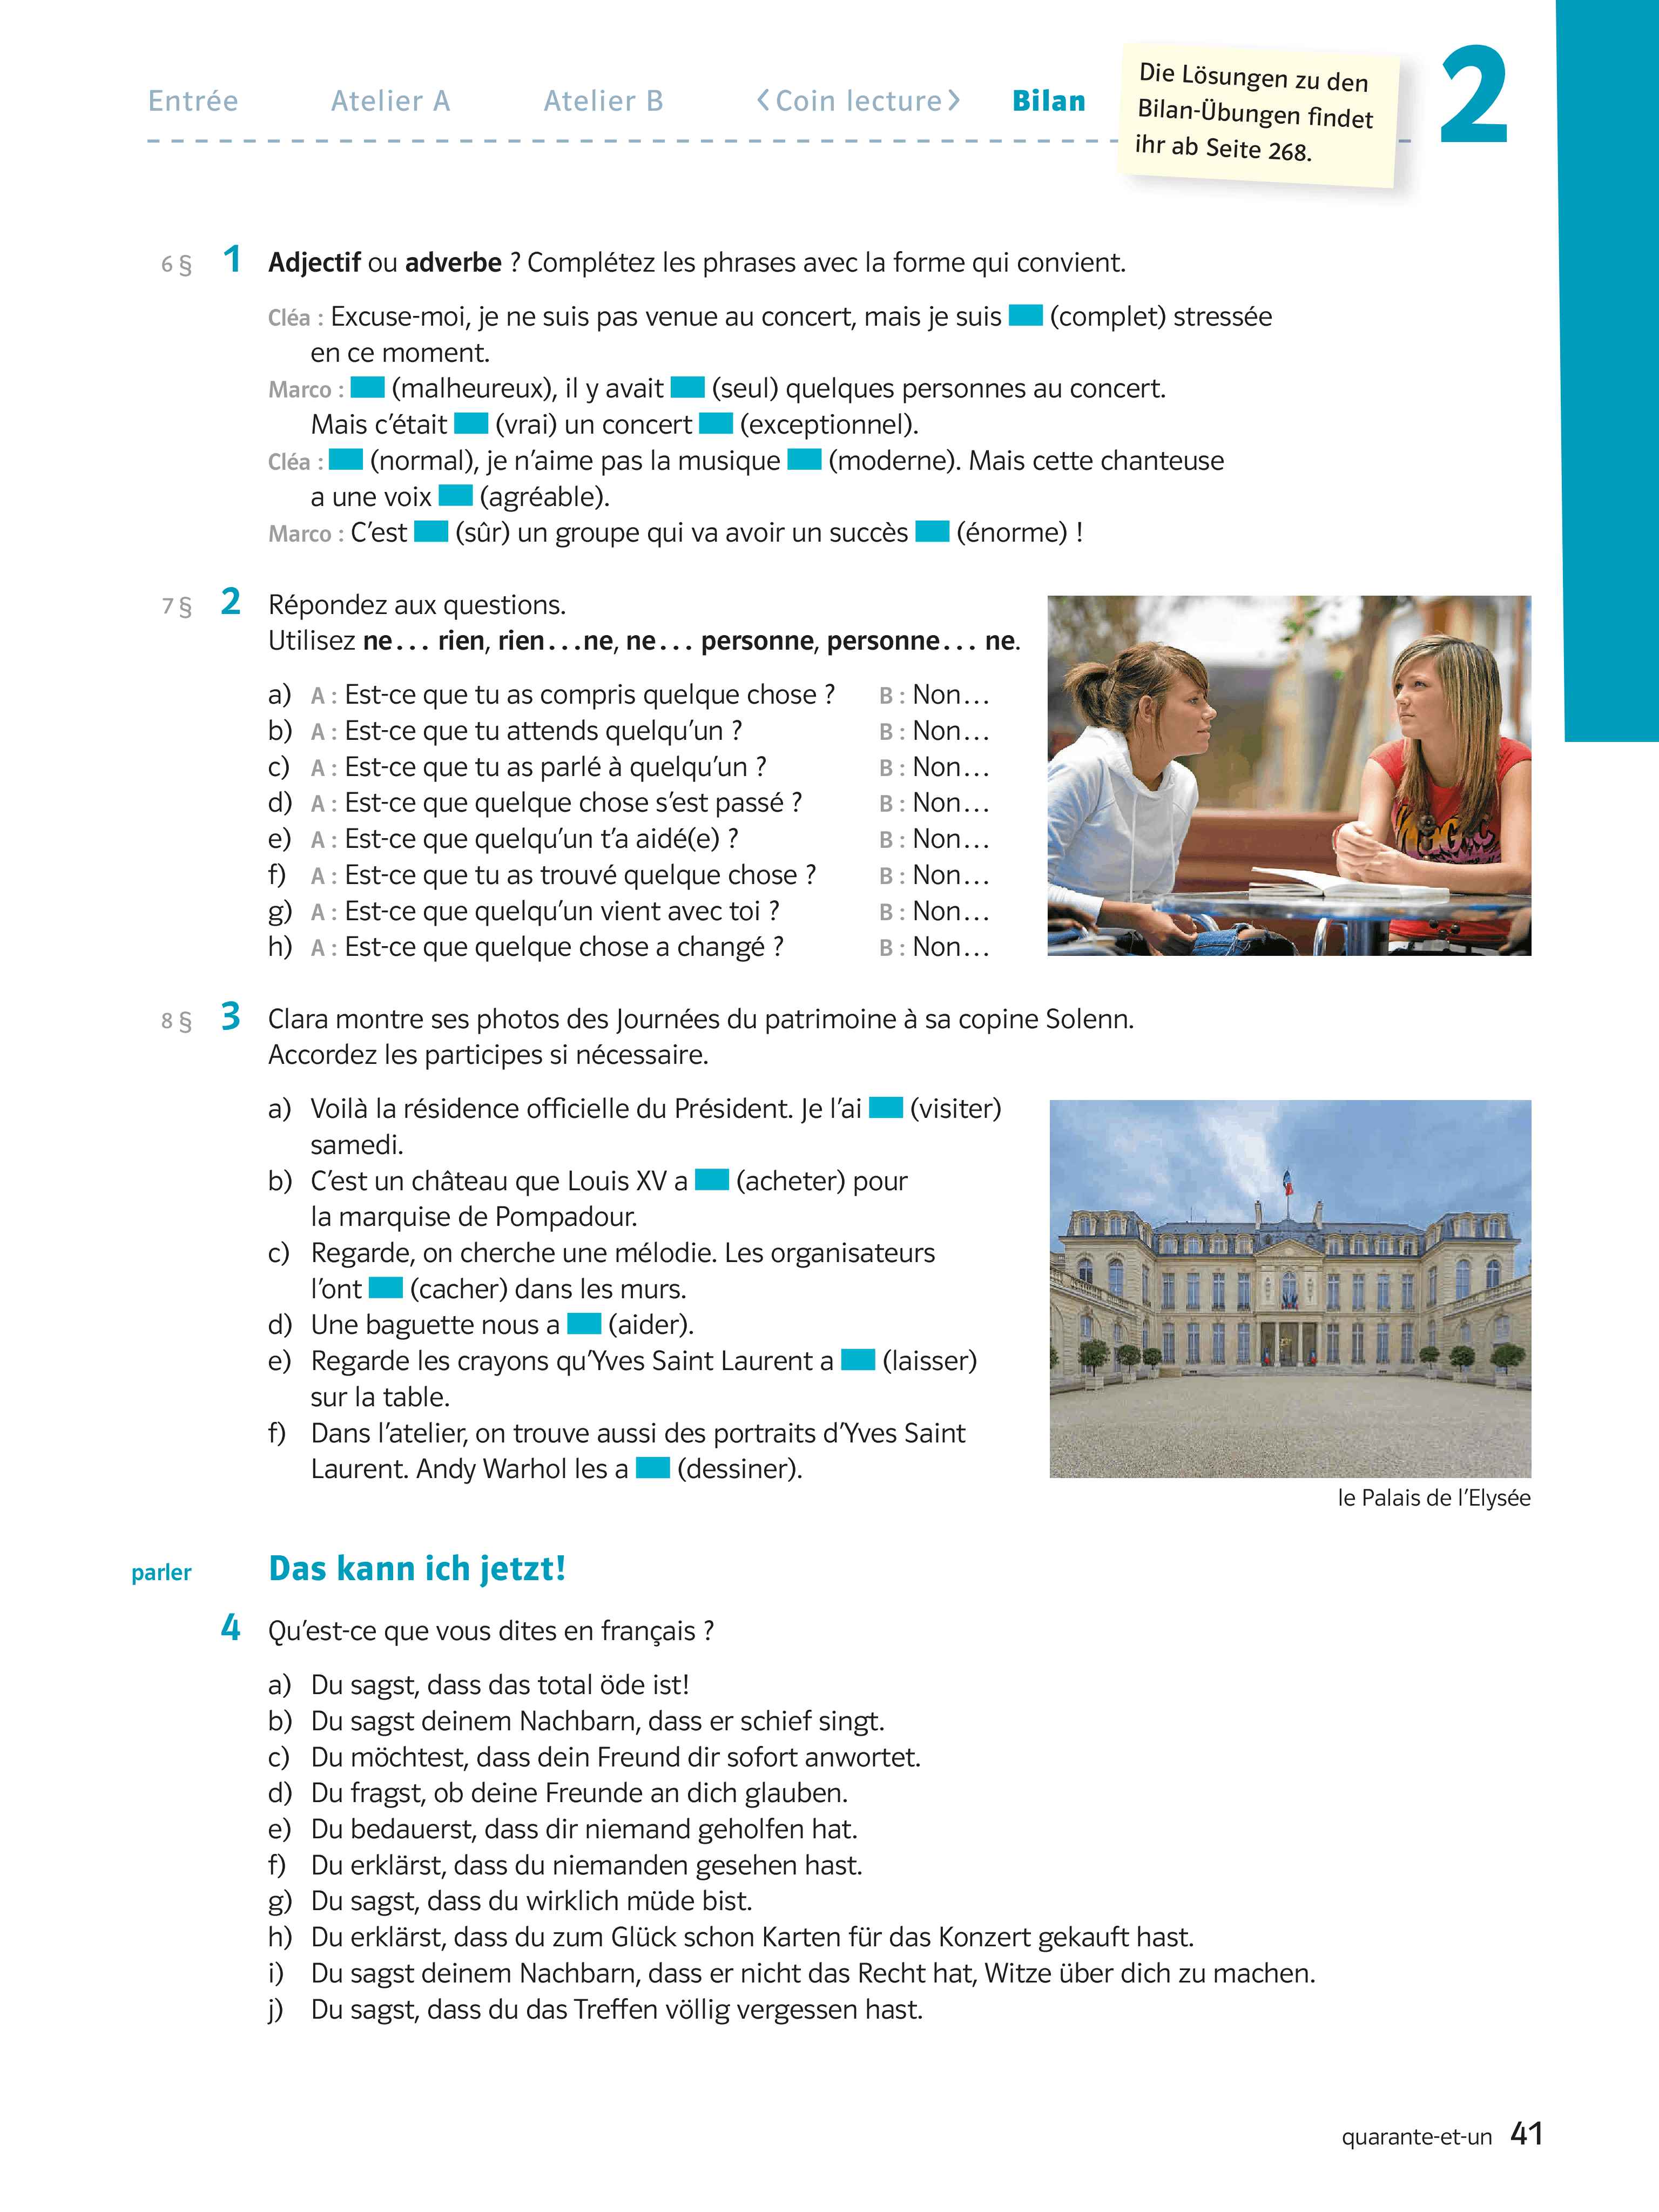 Entrée Atelier A Atelier B ‹Coin lecture› Bilan
Die Lösungen zu den
Bilan-Übungen findet
ihr ab Seite 268.
2
6 § 1 Adjectif ou adverbe ? Complétez les phrases avec la forme qui convient.
Cléa : Excuse-moi, je ne suis pas venue au concert, mais je suis (complet) stressée
en ce moment.
Marco : (malheureux), il y avait (seul) quelques personnes au concert.
Mais c’était (vrai) un concert (exceptionnel).
Cléa : (normal), je n’aime pas la musique (moderne). Mais cette chanteuse
a une voix (agréable).
Marco : C’est (sûr) un groupe qui va avoir un succès (énorme) !
7 § 2 Répondez aux questions.
Utilisez ne… rien, rien…ne, ne… personne, personne… ne.
a) A : Est-ce que tu as compris quelque chose ? B : Non…
b) A : Est-ce que tu attends quelqu’un ? B : Non…
c) A : Est-ce que tu as parlé à quelqu’un ? B : Non…
d) A : Est-ce que quelque chose s’est passé ? B : Non…
e) A : Est-ce que quelqu’un t’a aidé(e) ? B : Non…
f) A : Est-ce que tu as trouvé quelque chose ? B : Non…
g) A : Est-ce que quelqu’un vient avec toi ? B : Non…
h) A : Est-ce que quelque chose a changé ? B : Non…
8 § 3 Clara montre ses photos des Journées du patrimoine à sa copine Solenn.
Accordez les participes si nécessaire.
a) Voilà la résidence officielle du Président. Je l’ai (visiter)
samedi.
b) C’est un château que Louis XV a (acheter) pour
la marquise de Pompadour.
c) Regarde, on cherche une mélodie. Les organisateurs
l’ont (cacher) dans les murs.
d) Une baguette nous a (aider).
e) Regarde les crayons qu’Yves Saint Laurent a (laisser)
sur la table.
f) Dans l’atelier, on trouve aussi des portraits d’Yves Saint
Laurent. Andy Warhol les a (dessiner).
le Palais de l’Elysée
parler Das kann ich jetzt!
4 Qu’est-ce que vous dites en français ?
a) Du sagst, dass das total öde ist!
b) Du sagst deinem Nachbarn, dass er schief singt.
c) Du möchtest, dass dein Freund dir sofort anwortet.
d) Du fragst, ob deine Freunde an dich glauben.
e) Du bedauerst, dass dir niemand geholfen hat.
f) Du erklärst, dass du niemanden gesehen hast.
g) Du sagst, dass du wirklich müde bist.
h) Du erklärst, dass du zum Glück schon Karten für das Konzert gekauft hast.
i) Du sagst deinem Nachbarn, dass er nicht das Recht hat, Witze über dich zu machen.
j) Du sagst, dass du das Treffen völlig vergessen hast.
quarante-et-un 41